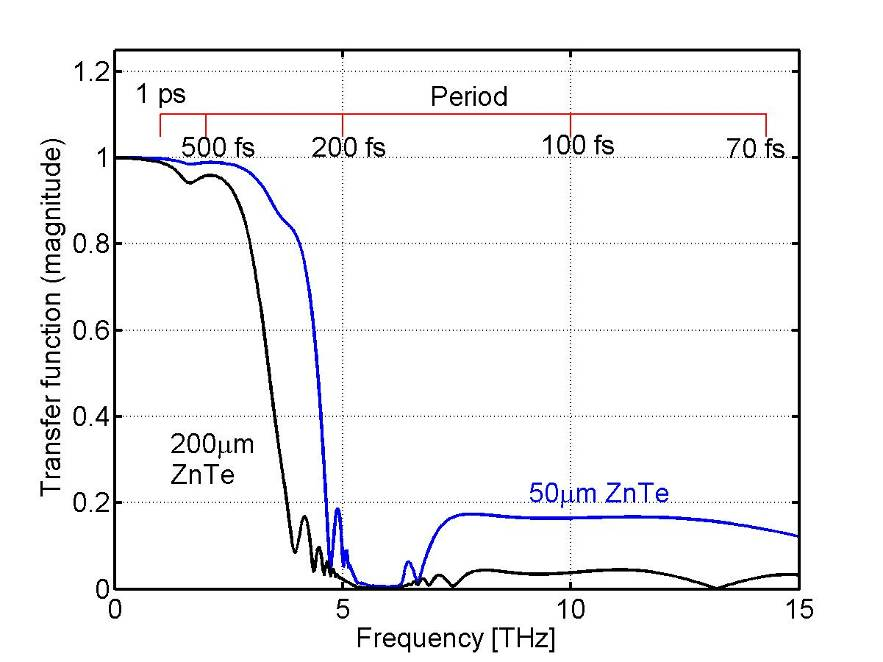 1.2
1 ps
Period
500 fs
200 fs
100 fs
70 fs
1
0.8
0.6
0.4
0.2
0
Transfer function (magnitude)
200μm
ZnTe
50μm ZnTe
0
5
10
15
Frequency [THz]